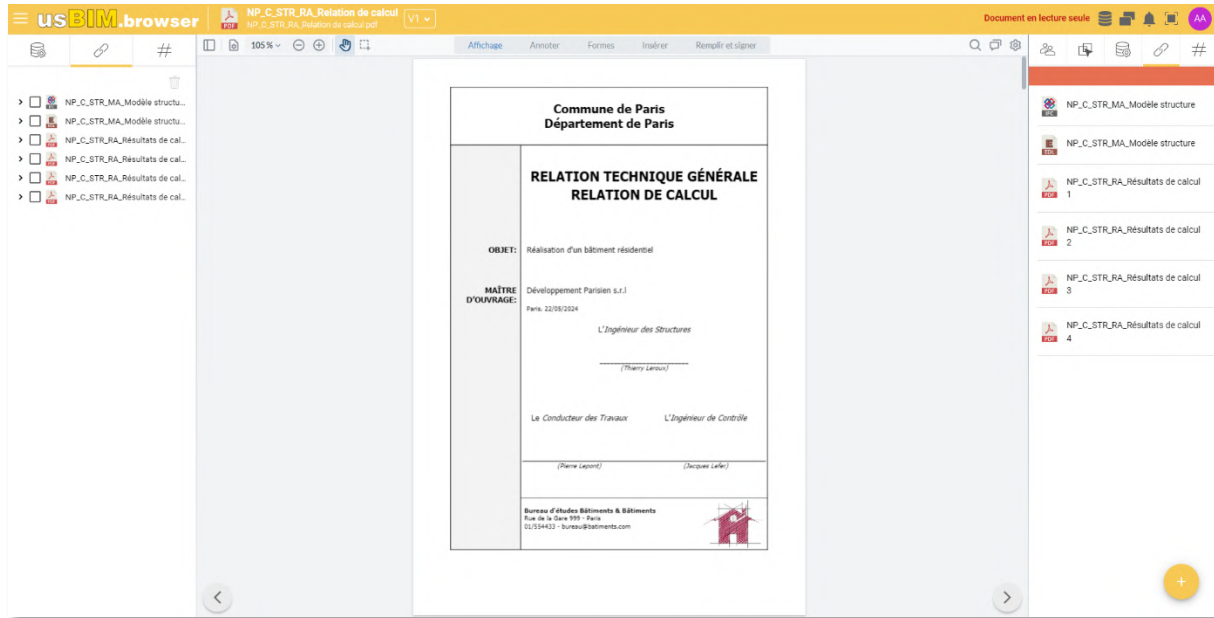 usBIM.browser
NP_C_STR_RA_Relation de calcul
NP_C_STR_RA_Relation de calcul.pdf
V1
Document en lecture seule
AA
105%
Affichage
Annoter
Formes
Insérer
Remplir et signer
NP_C_STR_MA_Modèle structu...
NP_C_STR_MA_Modèle structu...
NP_C_STR_RA_Résultats de cal...
NP_C_STR_RA_Résultats de cal...
NP_C_STR_RA_Résultats de cal...
NP_C_STR_RA_Résultats de cal...
Commune de Paris
Département de Paris
RELATION TECHNIQUE GÉNÉRALE
RELATION DE CALCUL
OBJET: Réalisation d'un bâtiment résidentiel
MAÎTRE D'OUVRAGE: Développement Parisien s.r.l
Paris, 22/05/2024
L'Ingénieur des Structures
(Thierry Leroux)
Le Conducteur des Travaux
L'Ingénieur de Contrôle
(Pierre Lepont)
(Jacques Lefer)
Bureau d'études Bâtiments & Bâtiments
Rue de la Gare 999 - Paris
01/554433 - bureau@batiments.com
NP_C_STR_MA_Modèle structure
NP_C_STR_MA_Modèle structure
NP_C_STR_RA_Résultats de calcul
1
NP_C_STR_RA_Résultats de calcul
2
NP_C_STR_RA_Résultats de calcul
3
NP_C_STR_RA_Résultats de calcul
4